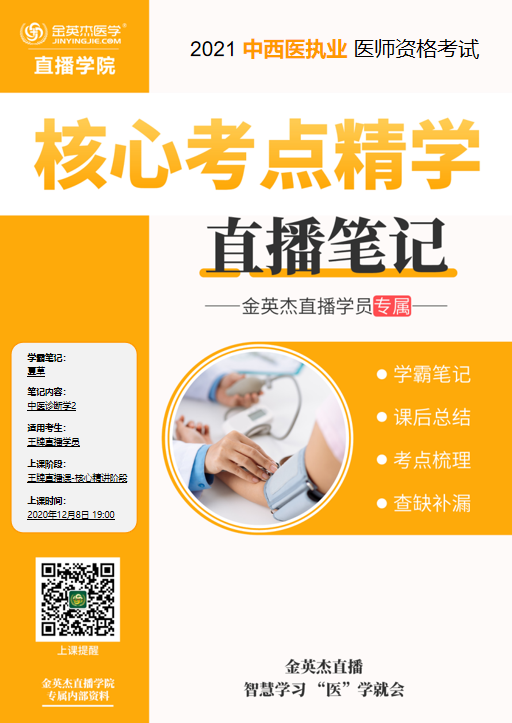 金英杰医学®
JINYINGJIE.COM
直播学院
2021 中西医执业 医师资格考试
核心考点精学
直播笔记
金英杰直播学员专属
学霸笔记：
夏草
笔记内容：
中医诊断学2
适用考生：
王牌直播学员
上课阶段：
王牌直播课-核心精讲阶段
上课时间：
2020年12月8日 19:00
学霸笔记
课后总结
考点梳理
查缺补漏
上课提醒
金英杰直播学院
专属内部资料
金英杰直播
智慧学习 “医”学就会